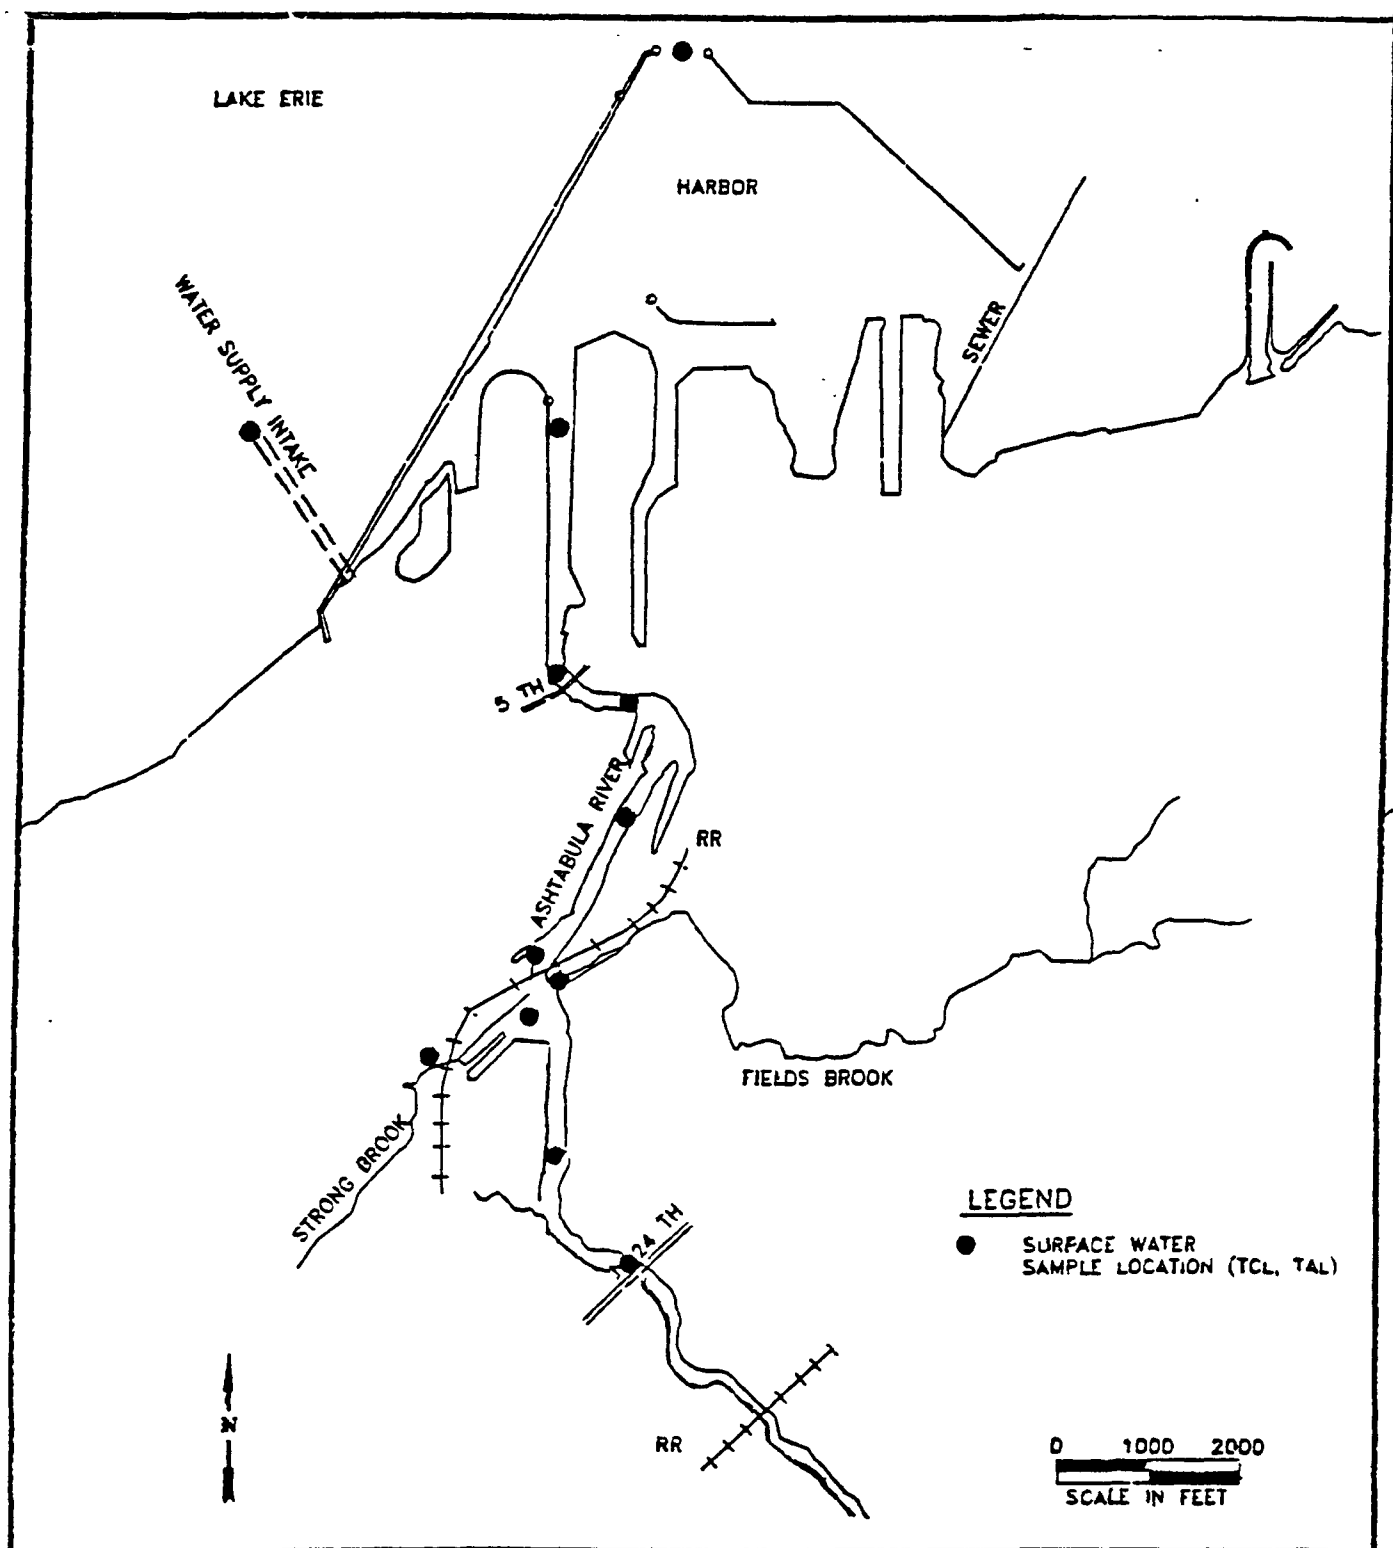 LAKE ERIE
HARBOR
WATER SUPPLY INTAKE
SEWER
5 TH
ASHTABULA RIVER
RR
FIELDS BROOK
STRONG BROOK
24 TH
LEGEND
SURFACE WATER
SAMPLE LOCATION (TCL, TAL)
N
RR
0 1000 2000
SCALE IN FEET